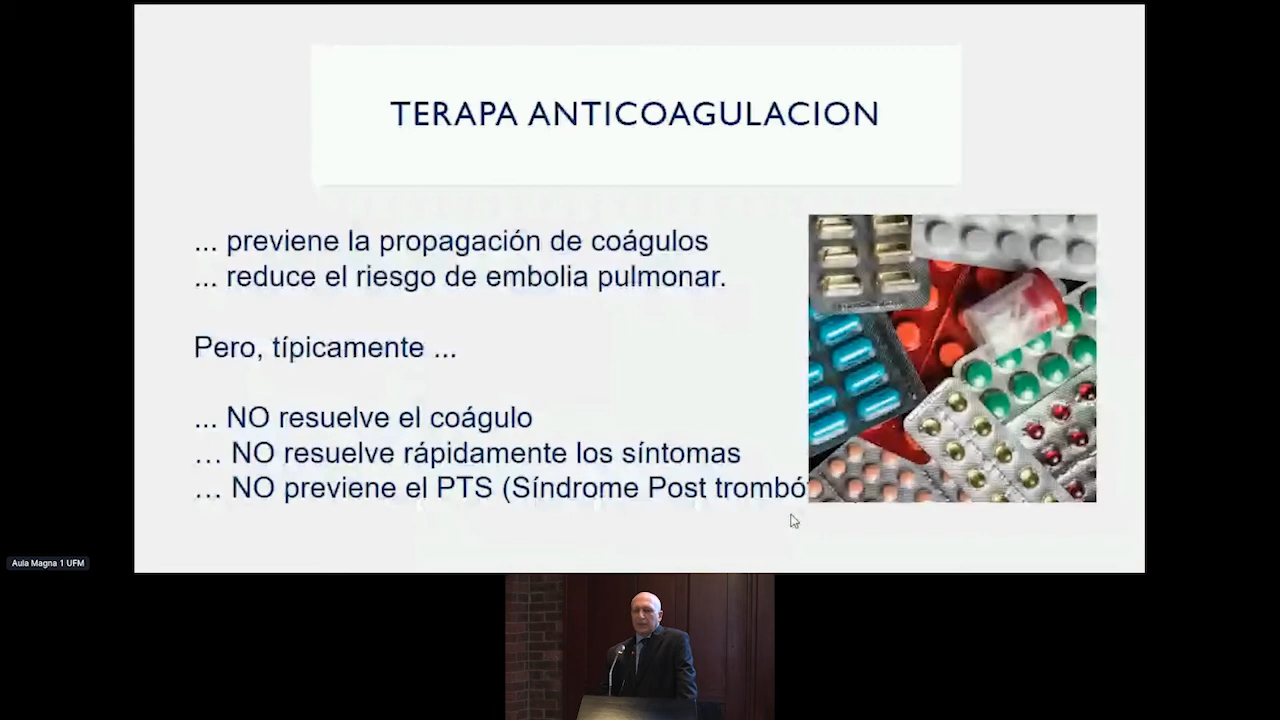 TERAPA ANTICOAGULACION
... previene la propagación de coágulos
... reduce el riesgo de embolia pulmonar.
Pero, típicamente ...
... NO resuelve el coágulo
... NO resuelve rápidamente los síntomas
... NO previene el PTS (Síndrome Post trombó
Aula Magna 1 UFM